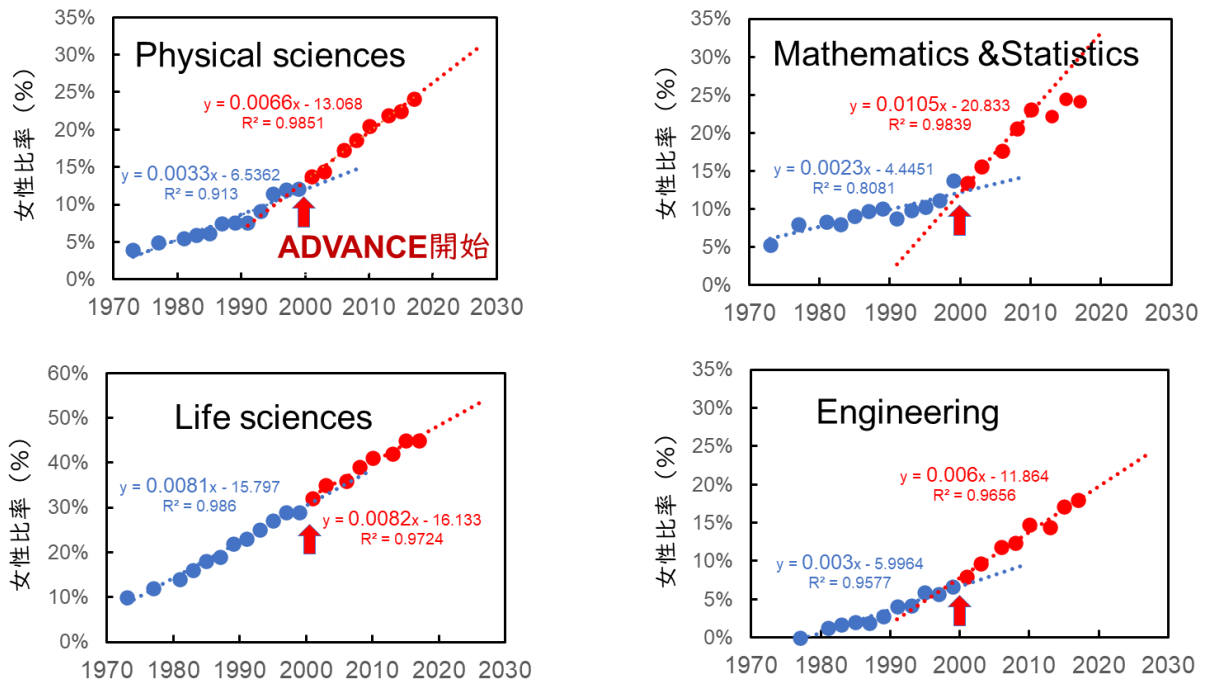 35%
30%
25%
20%
15%
10%
5%
0%
女性比率（%）
Physical sciences
y = 0.0066x - 13.068
R² = 0.9851
y = 0.0033x - 6.5362
R² = 0.913
ADVANCE開始
1970 1980 1990 2000 2010 2020 2030
35%
30%
25%
20%
15%
10%
5%
0%
女性比率（%）
Mathematics &Statistics
y = 0.0105x - 20.833
R² = 0.9839
y = 0.0023x - 4.4451
R² = 0.8081
1970 1980 1990 2000 2010 2020 2030
60%
50%
40%
30%
20%
10%
0%
女性比率（%）
Life sciences
y = 0.0081x - 15.797
R² = 0.986
y = 0.0082x - 16.133
R² = 0.9724
1970 1980 1990 2000 2010 2020 2030
35%
30%
25%
20%
15%
10%
5%
0%
女性比率（%）
Engineering
y = 0.006x - 11.864
R² = 0.9656
y = 0.003x - 5.9964
R² = 0.9577
1970 1980 1990 2000 2010 2020 2030